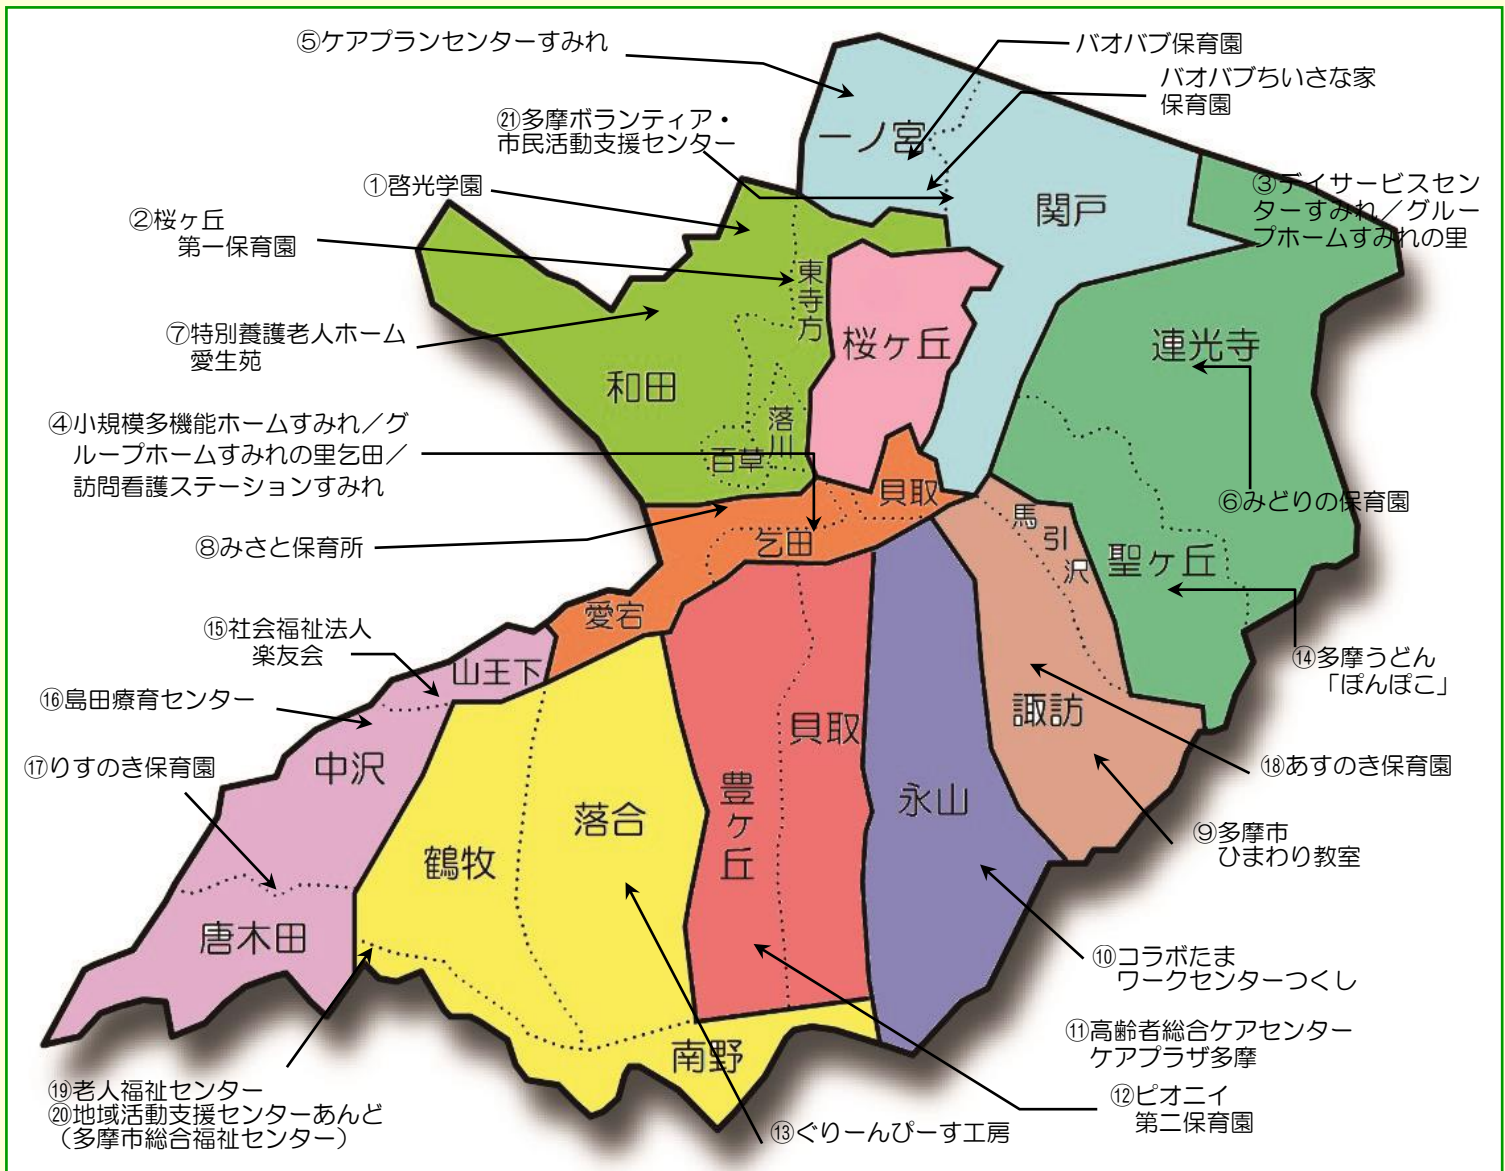 ⑤ケアプランセンターすみれ
バオバブ保育園
バオバブちいさな家
保育園
㉑多摩ボランティア・
市民活動支援センター
一ノ宮
①啓光学園
③デイサービスセン
ターすみれ／グルー
プホームすみれの里
関戸
②桜ヶ丘
第一保育園
東寺方
⑦特別養護老人ホーム
愛生苑
桜ヶ丘
連光寺
和田
④小規模多機能ホームすみれ／グ
ループホームすみれの里乞田／
訪問看護ステーションすみれ
落川
百草
貝取
⑥みどりの保育園
馬引沢
⑧みさと保育所
乞田
聖ヶ丘
愛宕
⑮社会福祉法人
楽友会
山王下
⑭多摩うどん
「ぽんぽこ」
⑯島田療育センター
諏訪
貝取
中沢
⑰りすのき保育園
⑱あすのき保育園
豊ヶ丘
永山
落合
鶴牧
⑨多摩市
ひまわり教室
唐木田
⑩コラボたま
ワークセンターつくし
⑪高齢者総合ケアセンター
ケアプラザ多摩
南野
⑲老人福祉センター
⑳地域活動支援センターあんど
（多摩市総合福祉センター）
⑫ピオニイ
第二保育園
⑬ぐりーんぴーす工房